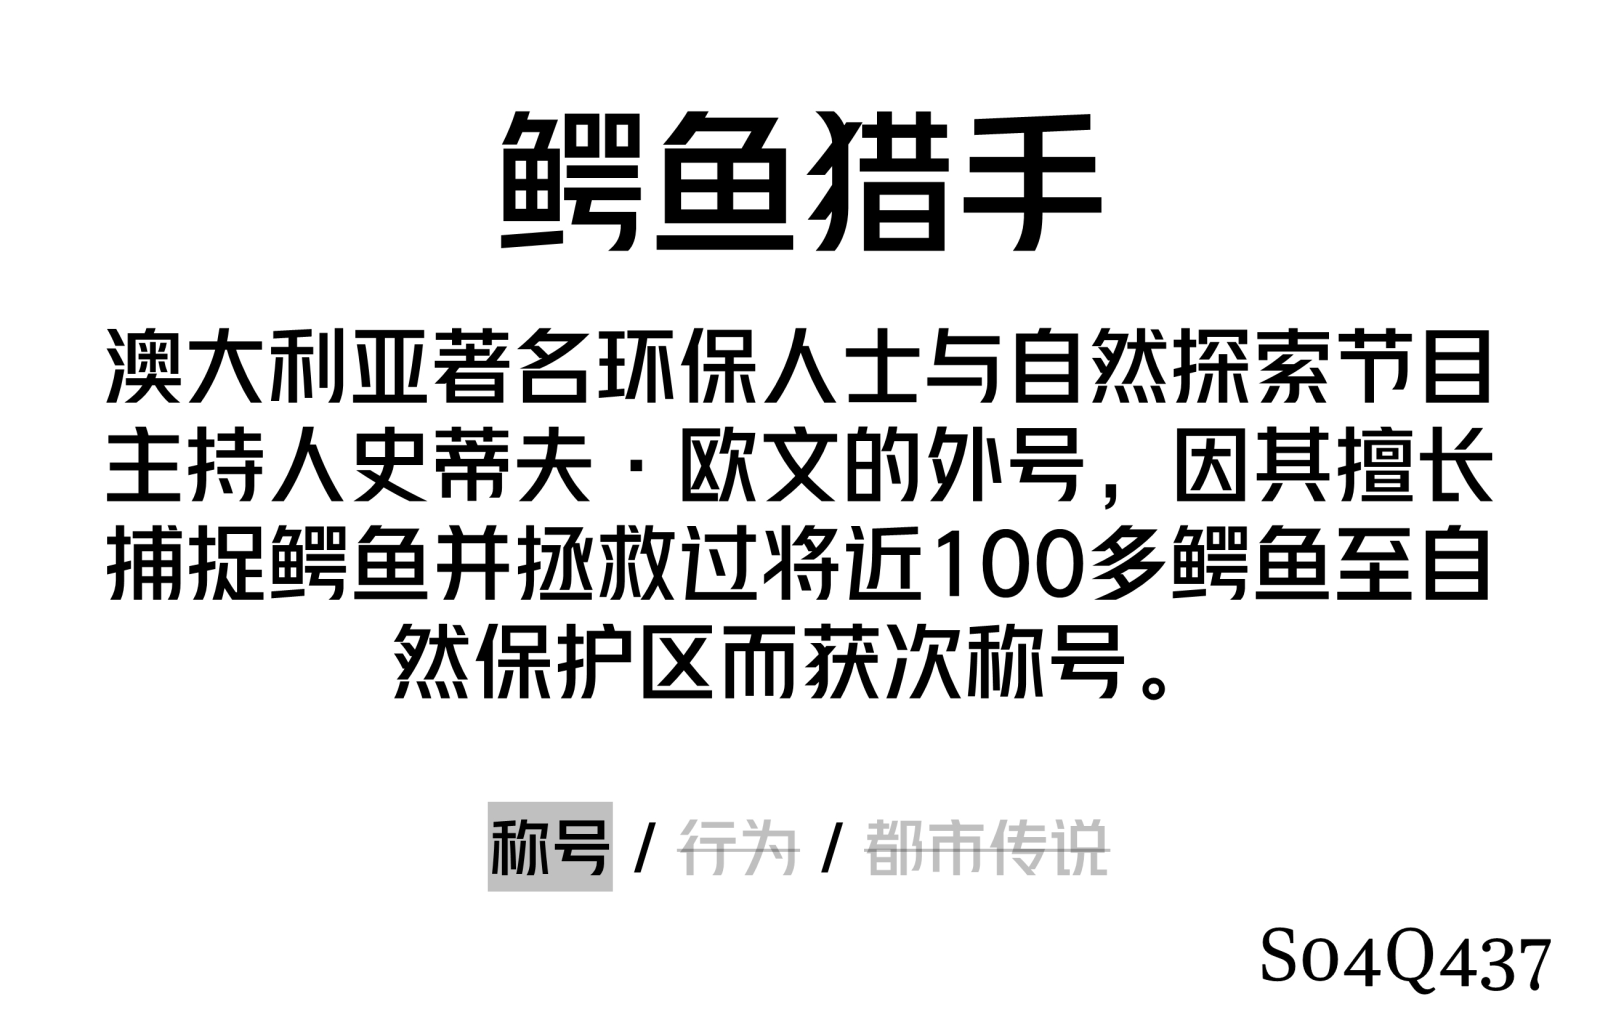 鳄鱼猎手
澳大利亚著名环保人士与自然探索节目
主持人史蒂夫·欧文的外号，因其擅长
捕捉鳄鱼并拯救过将近100多鳄鱼至自
然保护区而获次称号。
称号 / 行为 / 都市传说
S04Q437